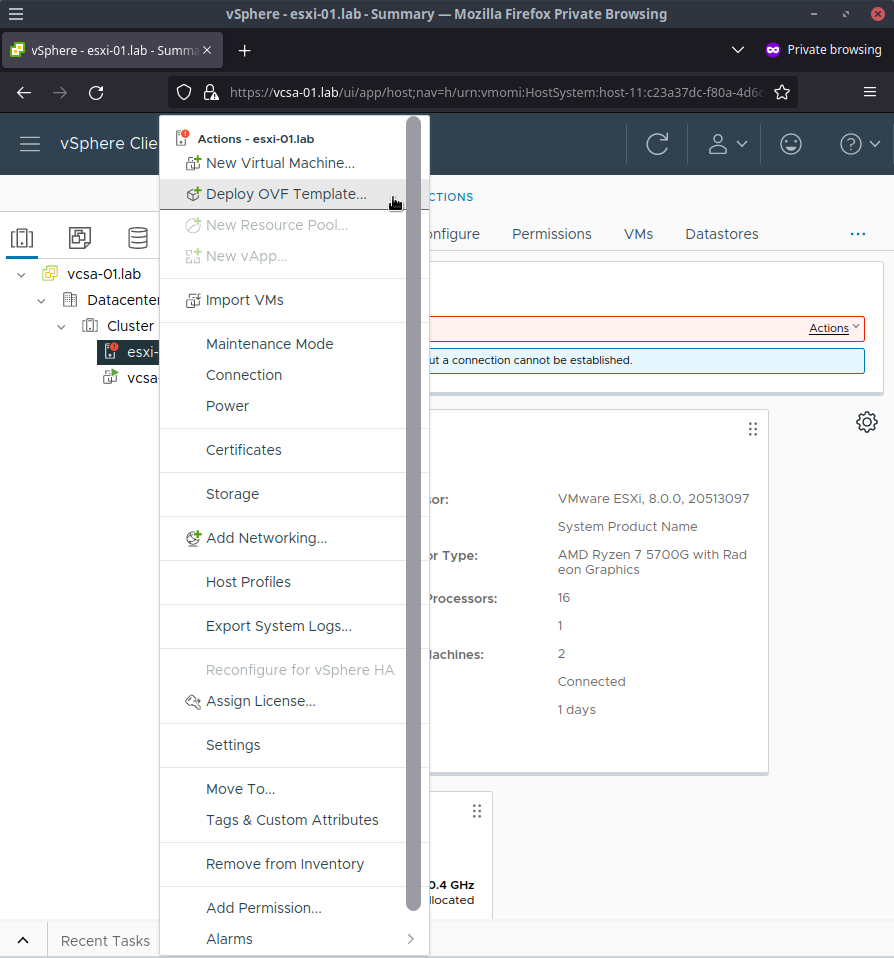 vSphere - esxi-01.lab - Summary — Mozilla Firefox Private Browsing
vSphere - esxi-01.lab - Summa
Private browsing
https://vcsa-01.lab/ui/app/host;nav=h/urn:vmomi:HostSystem:host-11:c23a37dc-f80a-4d6c
vSphere Clie
Actions - esxi-01.lab
New Virtual Machine...
Deploy OVF Template...
New Resource Pool...
New vApp...
Import VMs
Maintenance Mode
Connection
Power
Certificates
Storage
Add Networking...
Host Profiles
Export System Logs...
Reconfigure for vSphere HA
Assign License...
Settings
Move To...
Tags & Custom Attributes
Remove from Inventory
Add Permission...
Alarms
CTIONS
onfigure
Permissions
VMs
Datastores
vcsa-01.lab
Datacenter
Cluster
esxi-
vcsa-
Actions
ut a connection cannot be established.
sor: VMware ESXi, 8.0.0, 20513097
System Product Name
or Type: AMD Ryzen 7 5700G with Rad
eon Graphics
Processors: 16
1
Machines: 2
Connected
1 days
0.4 GHz
llocated
Recent Tasks